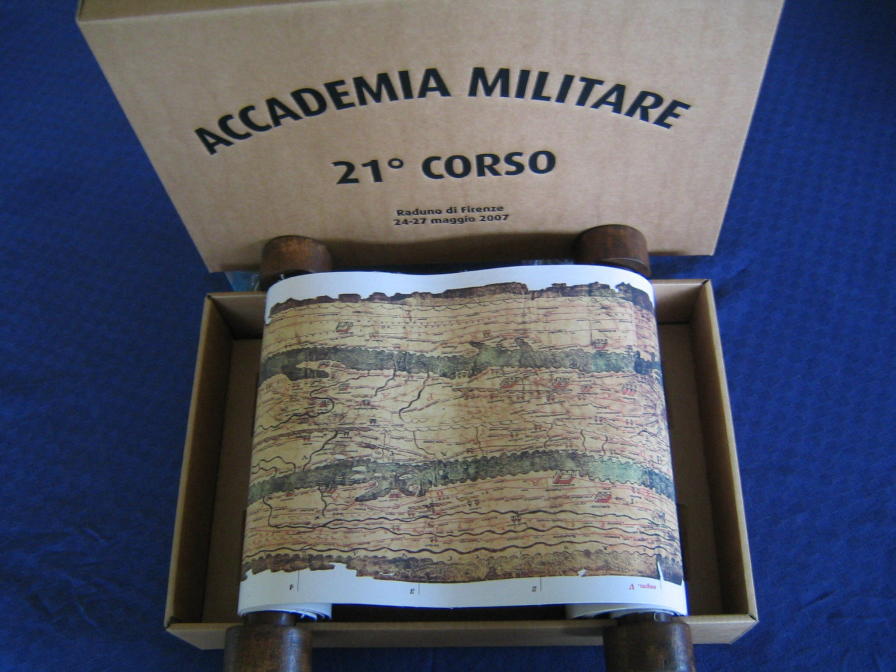 ACCADEMIA MILITARE
21° CORSO
Raduno di Firenze
24-27 maggio 2007